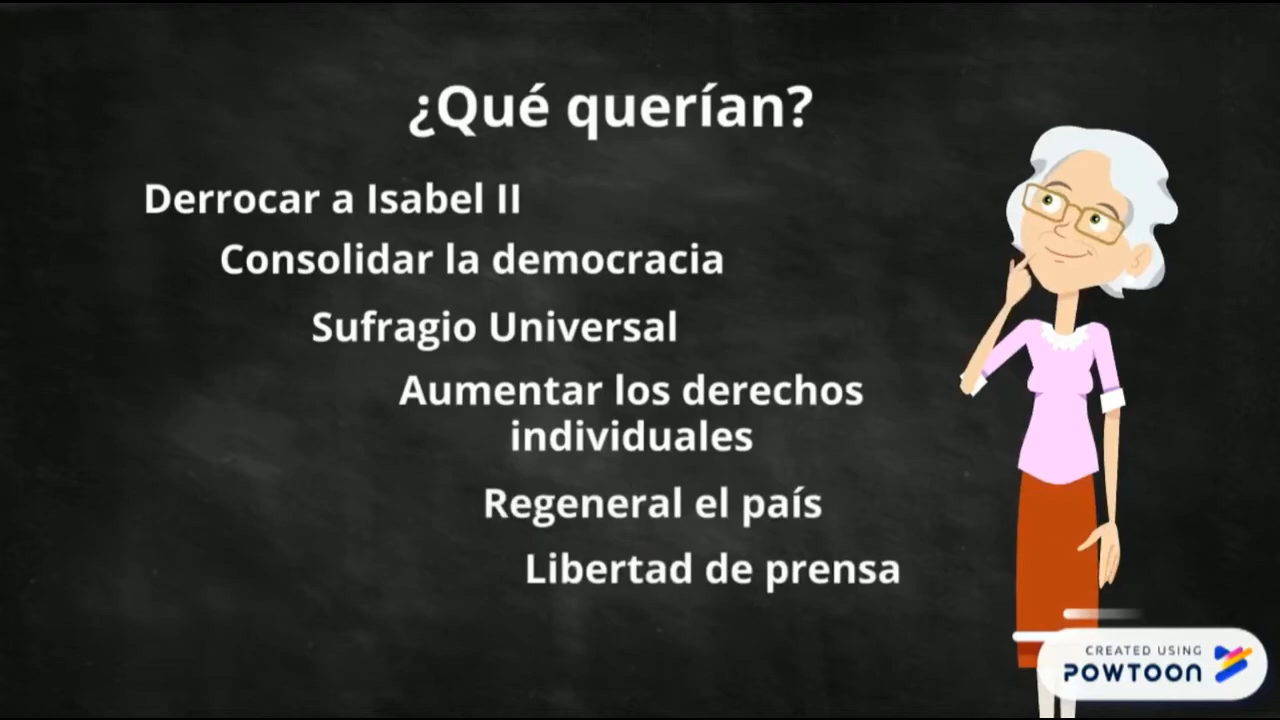 ¿Qué querían?
Derrocar a Isabel II
Consolidar la democracia
Sufragio Universal
Aumentar los derechos
individuales
Regeneral el país
Libertad de prensa
CREATED USING
POWTOON